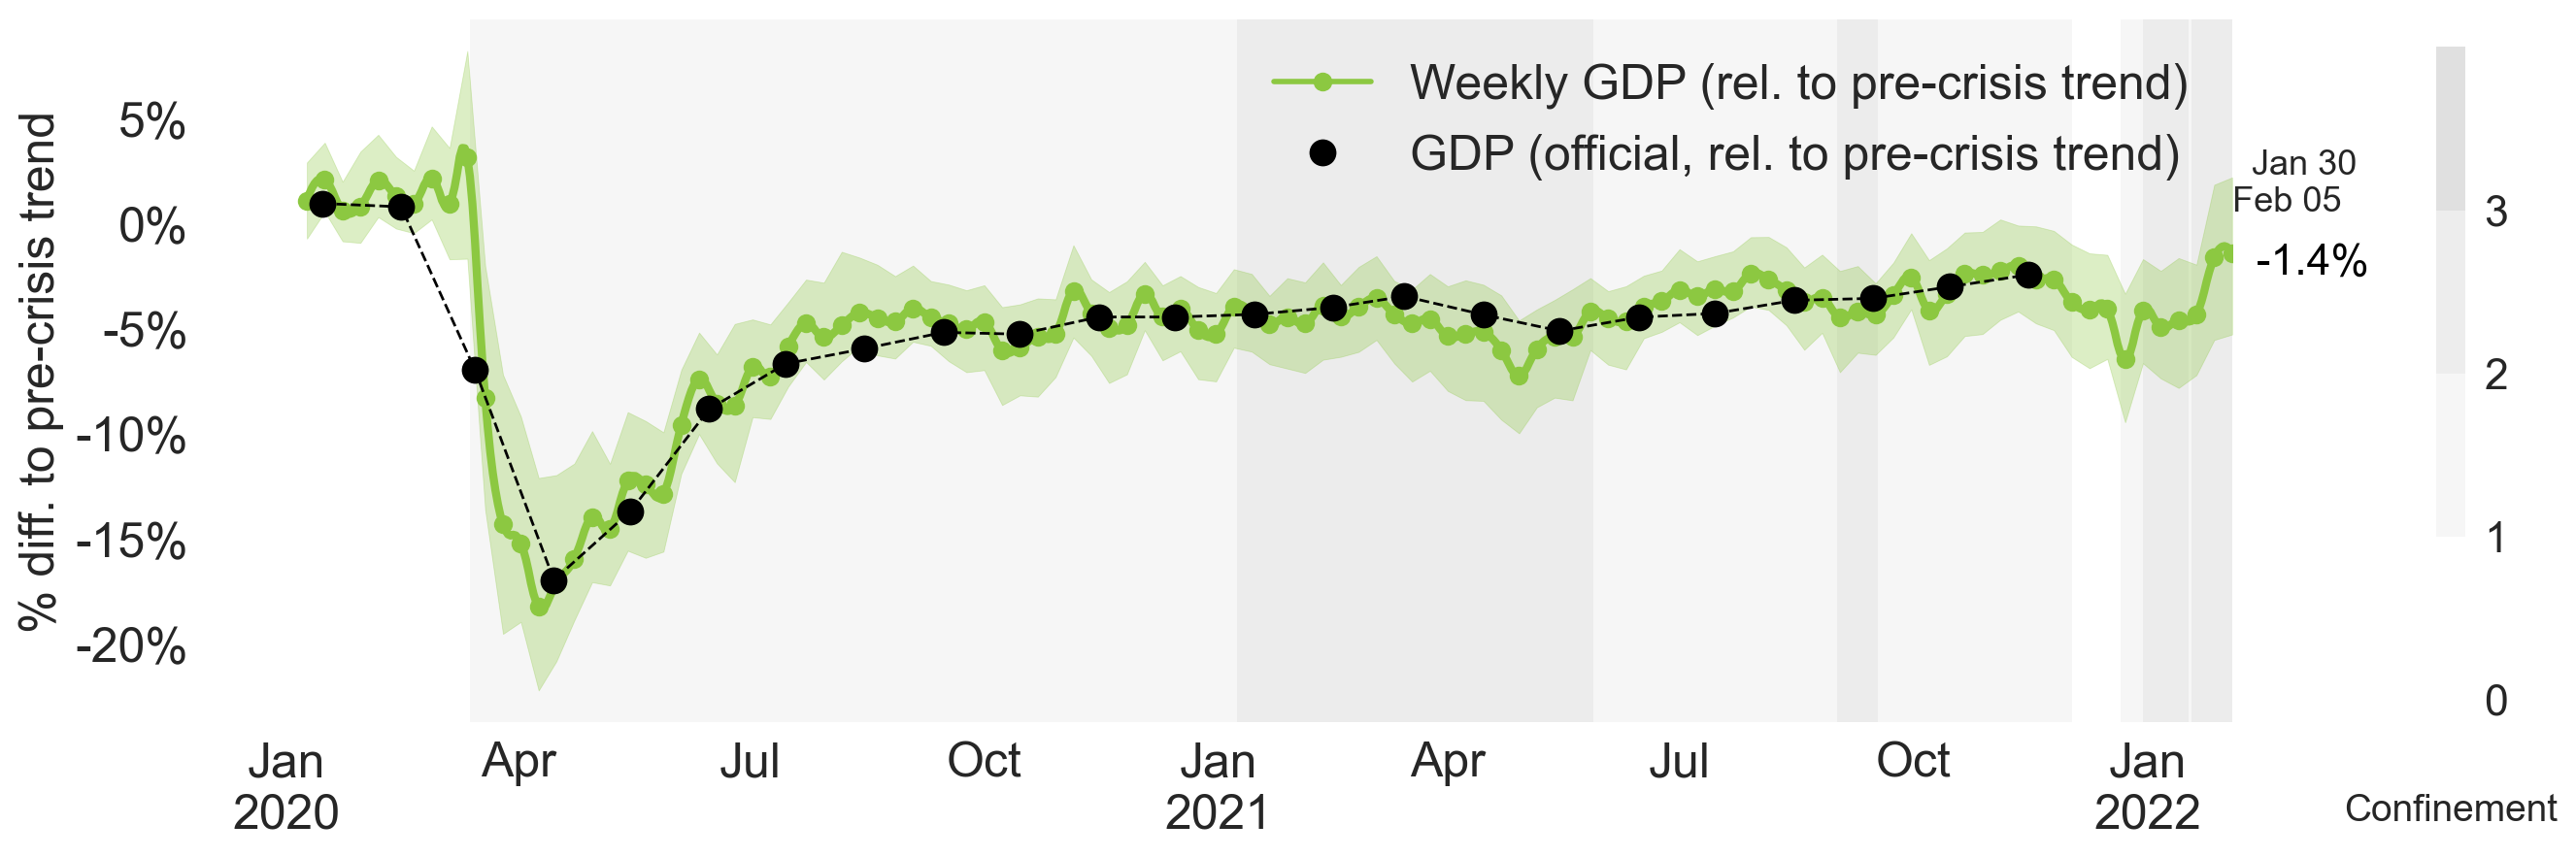 % diff. to pre-crisis trend
5%
0%
-5%
-10%
-15%
-20%
Weekly GDP (rel. to pre-crisis trend)
GDP (official, rel. to pre-crisis trend)
Jan 30
Feb 05
-1.4%
3
2
1
0
Confinement
Jan
2020
Apr
Jul
Oct
Jan
2021
Apr
Jul
Oct
Jan
2022